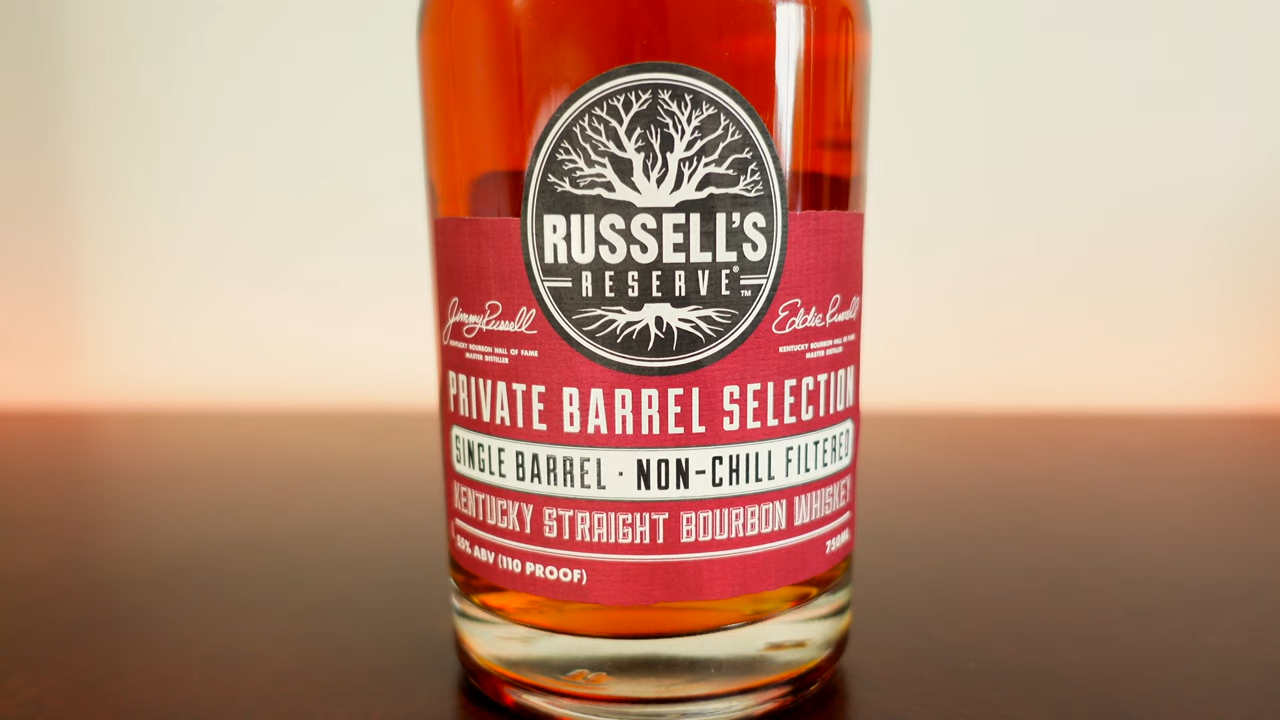 RUSSELL'S
RESERVE®
™
Jimmy Russell
KENTUCKY BOURBON HALL OF FAME
MASTER DISTILLER
Eddie Russell
KENTUCKY BOURBON HALL OF FAME
MASTER DISTILLER
PRIVATE BARREL SELECTION
SINGLE BARREL · NON-CHILL FILTERED
KENTUCKY STRAIGHT BOURBON WHISKEY
55% ABV (110 PROOF)
750ML